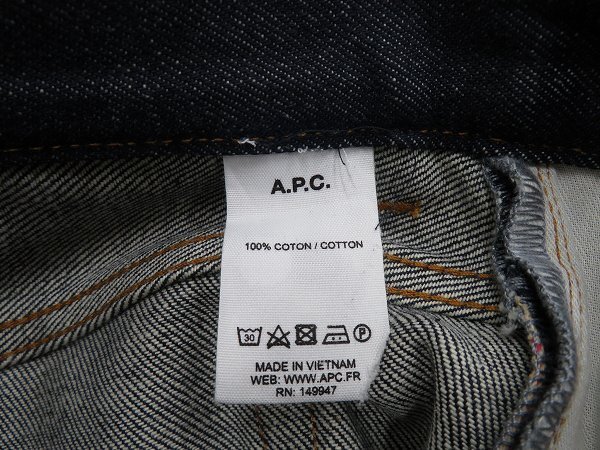 A.P.C.
100% COTON / COTTON
30 P
MADE IN VIETNAM
WEB: WWW.APC.FR
RN: 149947